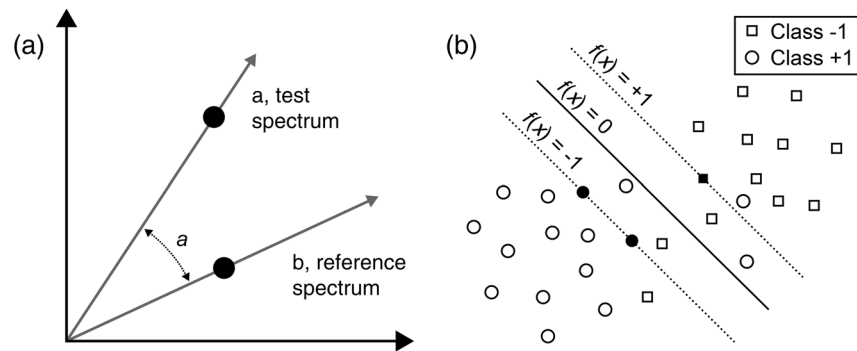 (a)
a, test
spectrum
a
b, reference
spectrum
(b)
Class -1
Class +1
f(x) = +1
f(x) = 0
f(x) = -1